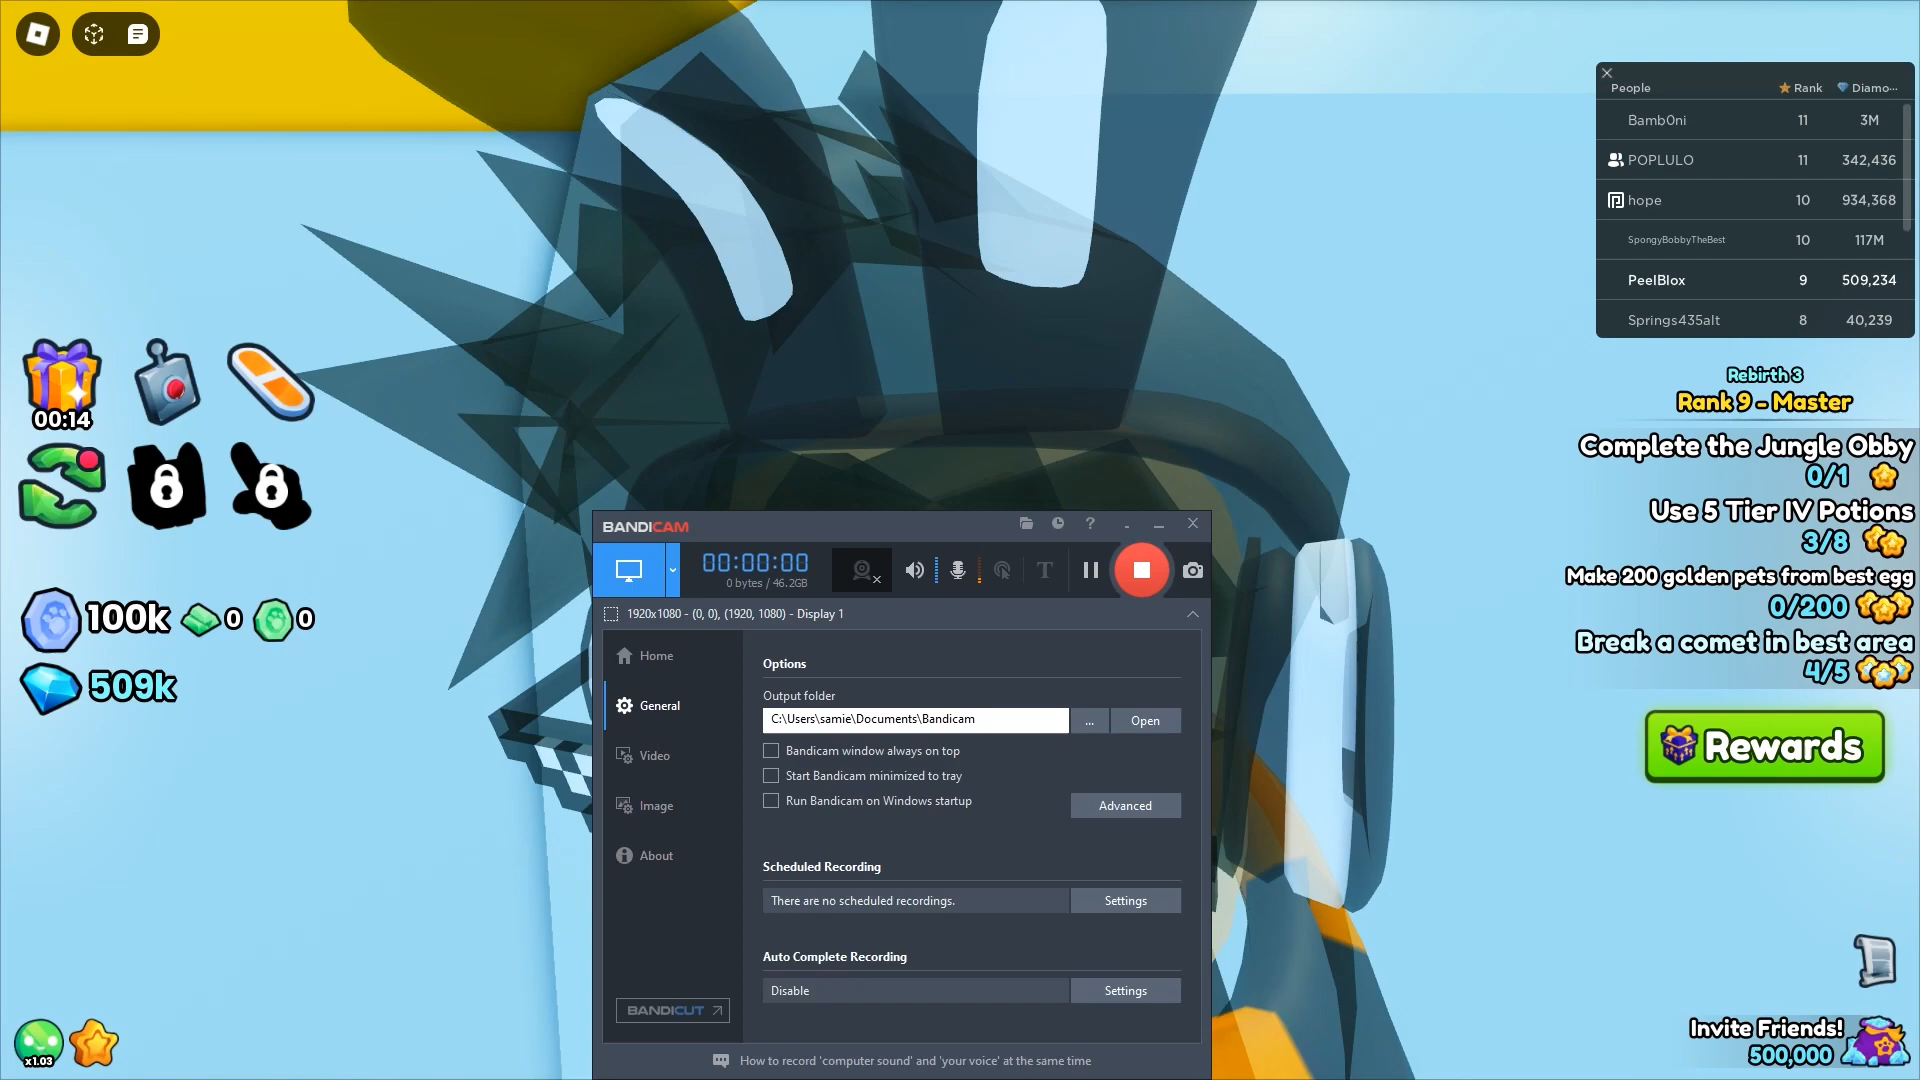 People Rank Diamo...
Bamb0ni 11 3M
POPLULO 11 342,436
hope 10 934,368
SpongyBobbyTheBest 10 117M
PeelBlox 9 509,234
Springs435alt 8 40,239
00:14
100k 0 0
509k
x1.03
Rebirth 3
Rank 9 - Master
Complete the Jungle Obby
0/1
Use 5 Tier IV Potions
3/8
Make 200 golden pets from best egg
0/200
Break a comet in best area
4/5
Rewards
Invite Friends!
500,000
BANDICAM
00:00:00
0 bytes / 46.2GB
1920x1080 - (0, 0), (1920, 1080) - Display 1
Home
General
Video
Image
About
BANDICUT
Options
Output folder
C:\Users\samie\Documents\Bandicam ... Open
Bandicam window always on top
Start Bandicam minimized to tray
Run Bandicam on Windows startup
Advanced
Scheduled Recording
There are no scheduled recordings. Settings
Auto Complete Recording
Disable Settings
How to record 'computer sound' and 'your voice' at the same time